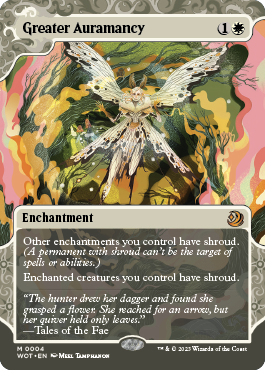 Greater Auramancy 1
Enchantment
Other enchantments you control have shroud.
(A permanent with shroud can't be the target of
spells or abilities.)
Enchanted creatures you control have shroud.
“The hunter drew her dagger and found she
grasped a flower. She reached for an arrow, but
her quiver held only leaves.”
—Tales of the Fae
M 0004
WOT • EN MEEL TAMPHANON
™ & © 2023 Wizards of the Coast